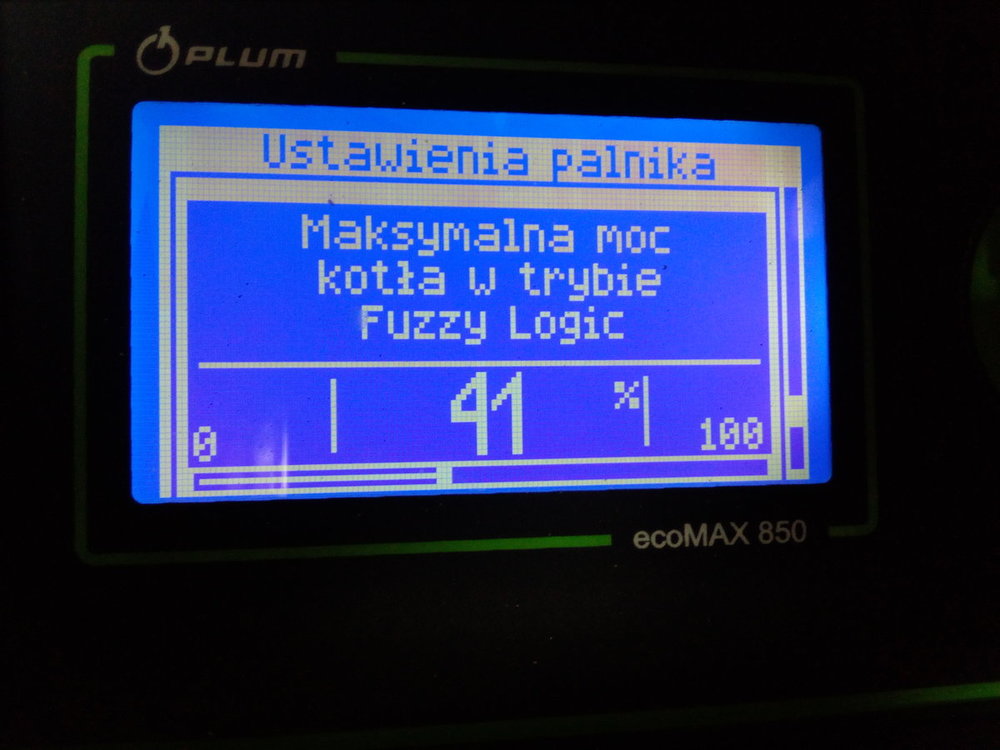 PLUM
Ustawienia palnika
Maksymalna moc
kotła w trybie
Fuzzy Logic
0 41 % 100
ecoMAX 850